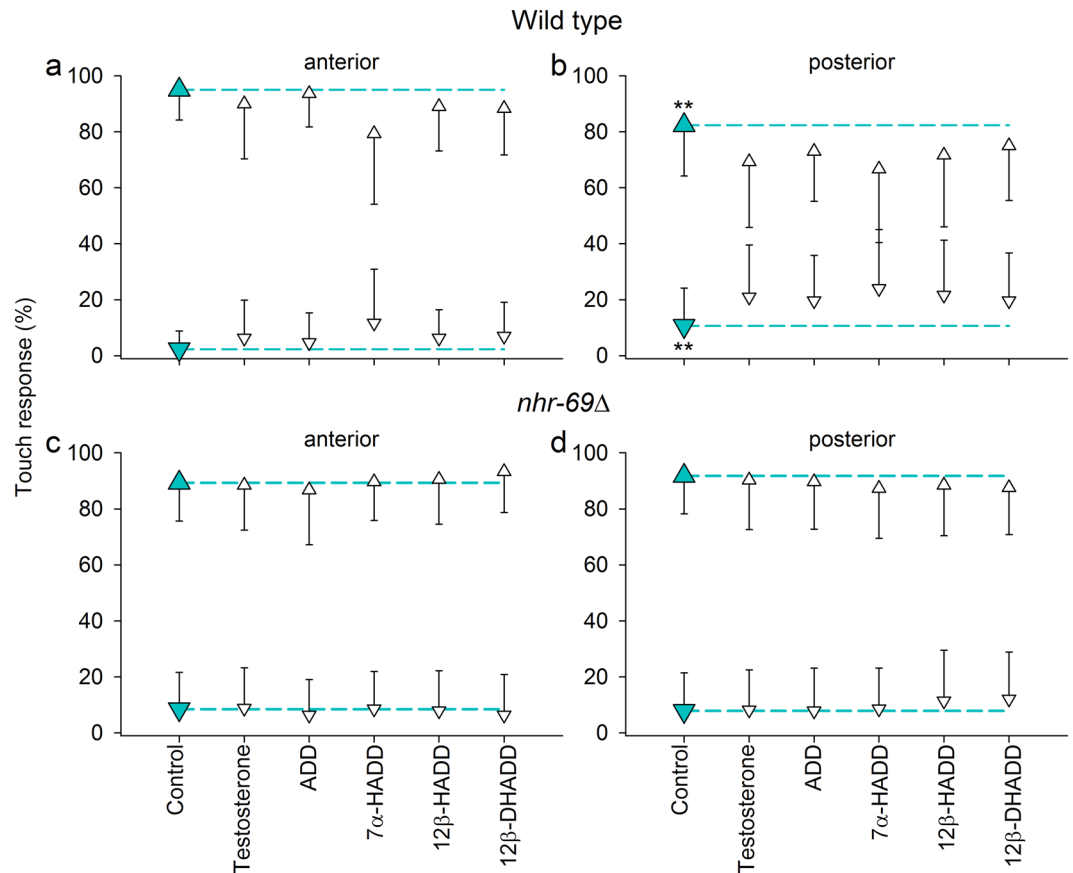 Wild type
a
anterior
b
posterior
100
80
60
40
20
0
100
80
60
40
20
0
**
**
Touch response (%)
nhr-69Δ
c
anterior
d
posterior
100
80
60
40
20
0
100
80
60
40
20
0
Control
Testosterone
ADD
7α-HADD
12β-HADD
12β-DHADD
Control
Testosterone
ADD
7α-HADD
12β-HADD
12β-DHADD